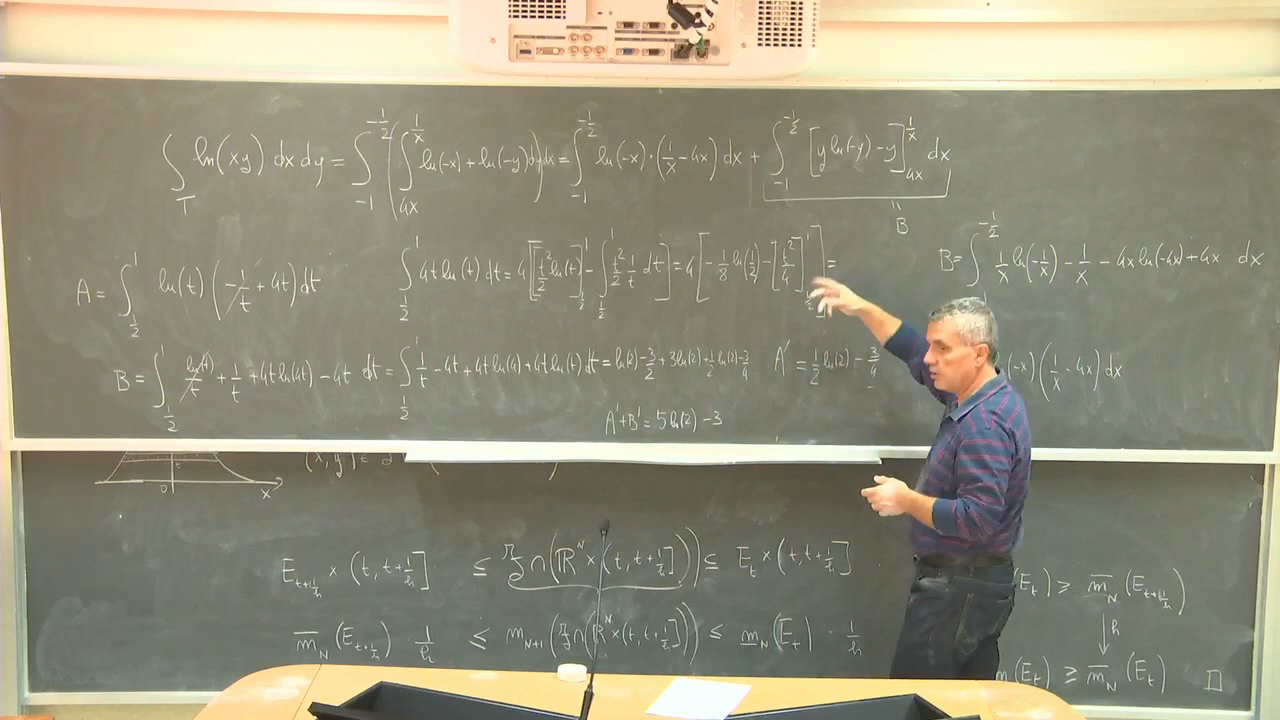 ∫_T ln(xy) dx dy = ∫_{-1}^{-1/2} ( ∫_{4x}^{1/x} ln(-x) + ln(-y) dy ) dx = ∫_{-1}^{-1/2} ln(-x) · (1/x - 4x) dx + ∫_{-1}^{-1/2} [y ln(-y) - y]_{4x}^{1/x} dx
" B
A = ∫_{1/2}^{1} ln(t) (-1/t + 4t) dt
∫_{1/2}^{1} 4t ln(t) dt = 4 [ [t²/2 ln(t)]_{1/2}^{1} - ∫_{1/2}^{1} t²/2 1/t dt ] = 4 [ -1/8 ln(1/2) - [t²/4]_{1/2}^{1} ] =
B = ∫^{-1/2} 1/x ln(-1/x) - 1/x - 4x ln(-4x) + 4x dx
B = ∫_{1/2}^{1} ln(t)/t + 1/t + 4t ln(4t) - 4t dt = ∫_{1/2}^{1} 1/t - 4t + 4t ln(4) + 4t ln(t) dt = ln(2) - 3/2 + 3 ln(2) + 1/2 ln(2) - 3/4
A' = 1/2 ln(2) - 3/4
(-x) (1/x - 4x) dx
A' + B' = 5 ln(2) - 3
0 x
E_{t+1/h} × (t, t+1/h] ⊆ ∩ (ℝ^N × (t, t+1/h])) ⊆ E_t × (t, t+1/h]
E_t) ≥ m̅_N (E_{t+1/h})
m̅_N (E_{t+1/h}) 1/h ≤ m_{N+1} ( ∩ (ℝ^N × (t, t+1/h])) ≤ m_N (E_t) · 1/h
↓ h
m(E_t) ≥ m̅_N (E_t) □